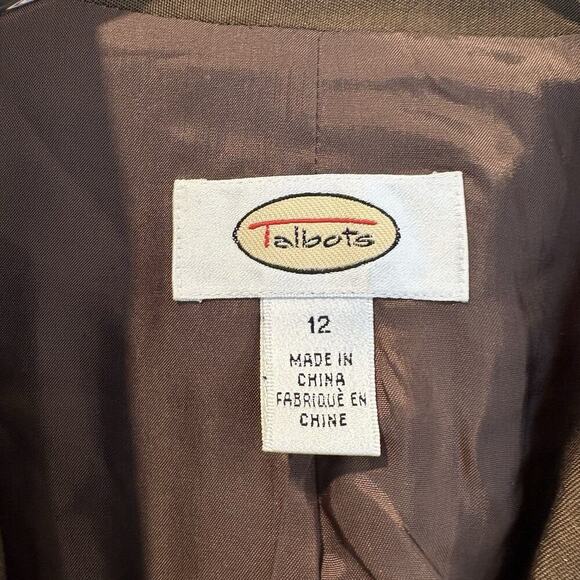 Talbots
12
MADE IN
CHINA
FABRIQUÈ EN
CHINE